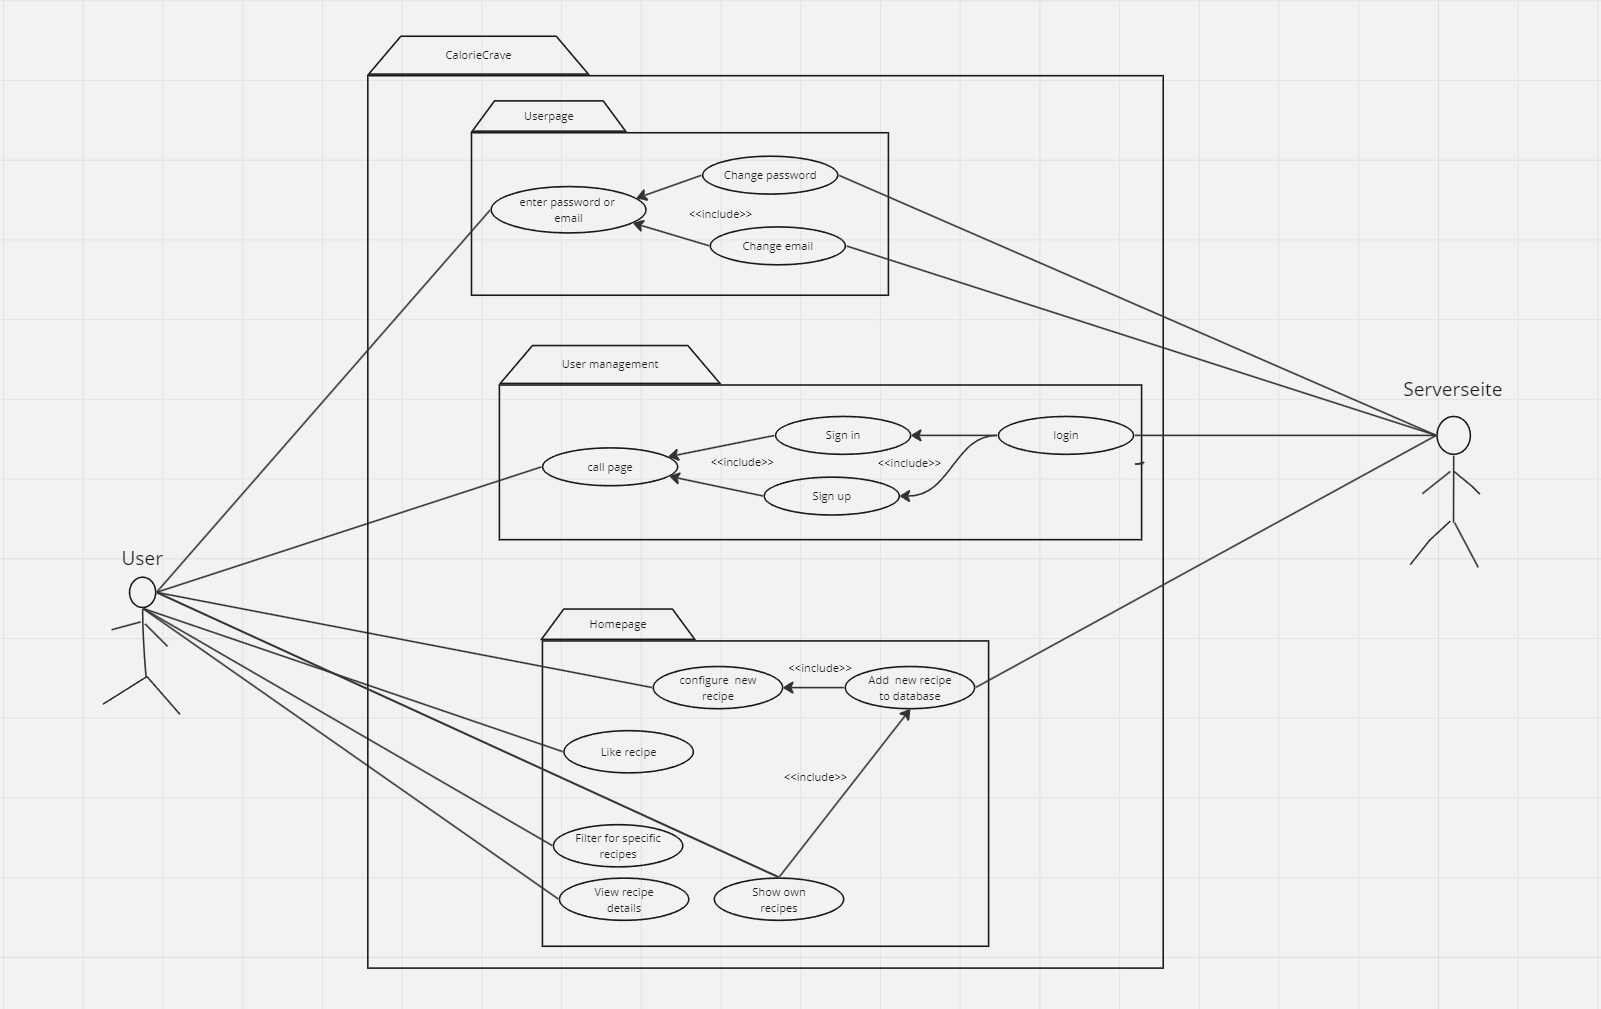 CalorieCrave
Userpage
Change password
enter password or
email
<<include>>
Change email
User management
Serverseite
Sign in
login
call page
<<include>>
<<include>>
Sign up
User
Homepage
configure  new
recipe
<<include>>
Add  new recipe
to database
Like recipe
<<include>>
Filter for specific
recipes
View recipe
details
Show own
recipes